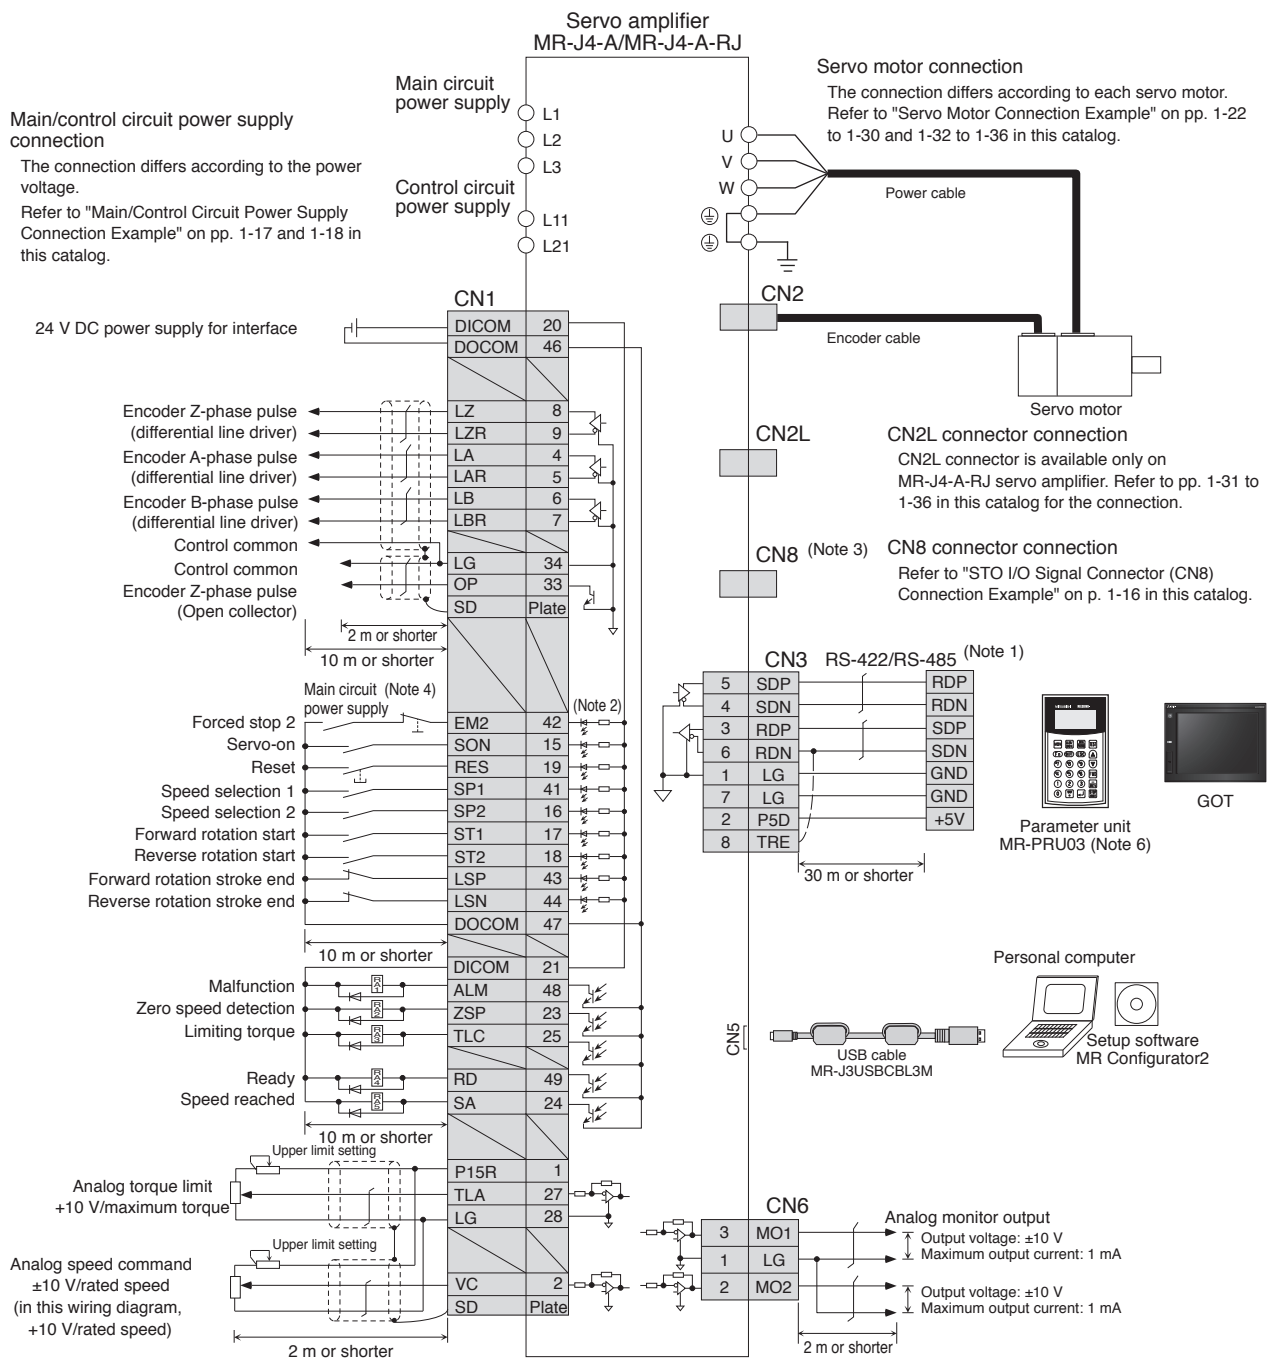 Servo amplifier
MR-J4-A/MR-J4-A-RJ
Main/control circuit power supply
connection
The connection differs according to the power
voltage.
Refer to "Main/Control Circuit Power Supply
Connection Example" on pp. 1-17 and 1-18 in
this catalog.
Main circuit
power supply
L1
L2
L3
Control circuit
power supply
L11
L21
U
V
W
Servo motor connection
The connection differs according to each servo motor.
Refer to "Servo Motor Connection Example" on pp. 1-22
to 1-30 and 1-32 to 1-36 in this catalog.
Power cable
CN2
Encoder cable
Servo motor
CN2L
CN2L connector connection
CN2L connector is available only on
MR-J4-A-RJ servo amplifier. Refer to pp. 1-31 to
1-36 in this catalog for the connection.
CN8 (Note 3)
CN8 connector connection
Refer to "STO I/O Signal Connector (CN8)
Connection Example" on p. 1-16 in this catalog.
CN1
24 V DC power supply for interface
DICOM 20
DOCOM 46
Encoder Z-phase pulse
(differential line driver)
LZ 8
LZR 9
Encoder A-phase pulse
(differential line driver)
LA 4
LAR 5
Encoder B-phase pulse
(differential line driver)
LB 6
LBR 7
Control common
Control common
LG 34
Encoder Z-phase pulse
(Open collector)
OP 33
SD Plate
2 m or shorter
10 m or shorter
Main circuit (Note 4)
power supply
(Note 2)
Forced stop 2 EM2 42
Servo-on SON 15
Reset RES 19
Speed selection 1 SP1 41
Speed selection 2 SP2 16
Forward rotation start ST1 17
Reverse rotation start ST2 18
Forward rotation stroke end LSP 43
Reverse rotation stroke end LSN 44
DOCOM 47
10 m or shorter
DICOM 21
Malfunction RA1 ALM 48
Zero speed detection RA2 ZSP 23
Limiting torque RA3 TLC 25
Ready RA4 RD 49
Speed reached RA5 SA 24
10 m or shorter
Upper limit setting
Analog torque limit
+10 V/maximum torque
P15R 1
TLA 27
LG 28
Upper limit setting
Analog speed command
±10 V/rated speed
(in this wiring diagram,
+10 V/rated speed)
VC 2
SD Plate
2 m or shorter
CN3
RS-422/RS-485 (Note 1)
5 SDP RDP
4 SDN RDN
3 RDP SDP
6 RDN SDN
1 LG GND
7 LG GND
2 P5D +5V
8 TRE
30 m or shorter
Parameter unit
MR-PRU03 (Note 6)
GOT
CN5
USB cable
MR-J3USBCBL3M
Personal computer
Setup software
MR Configurator2
CN6
3 MO1
1 LG
2 MO2
Analog monitor output
Output voltage: ±10 V
Maximum output current: 1 mA
Output voltage: ±10 V
Maximum output current: 1 mA
2 m or shorter